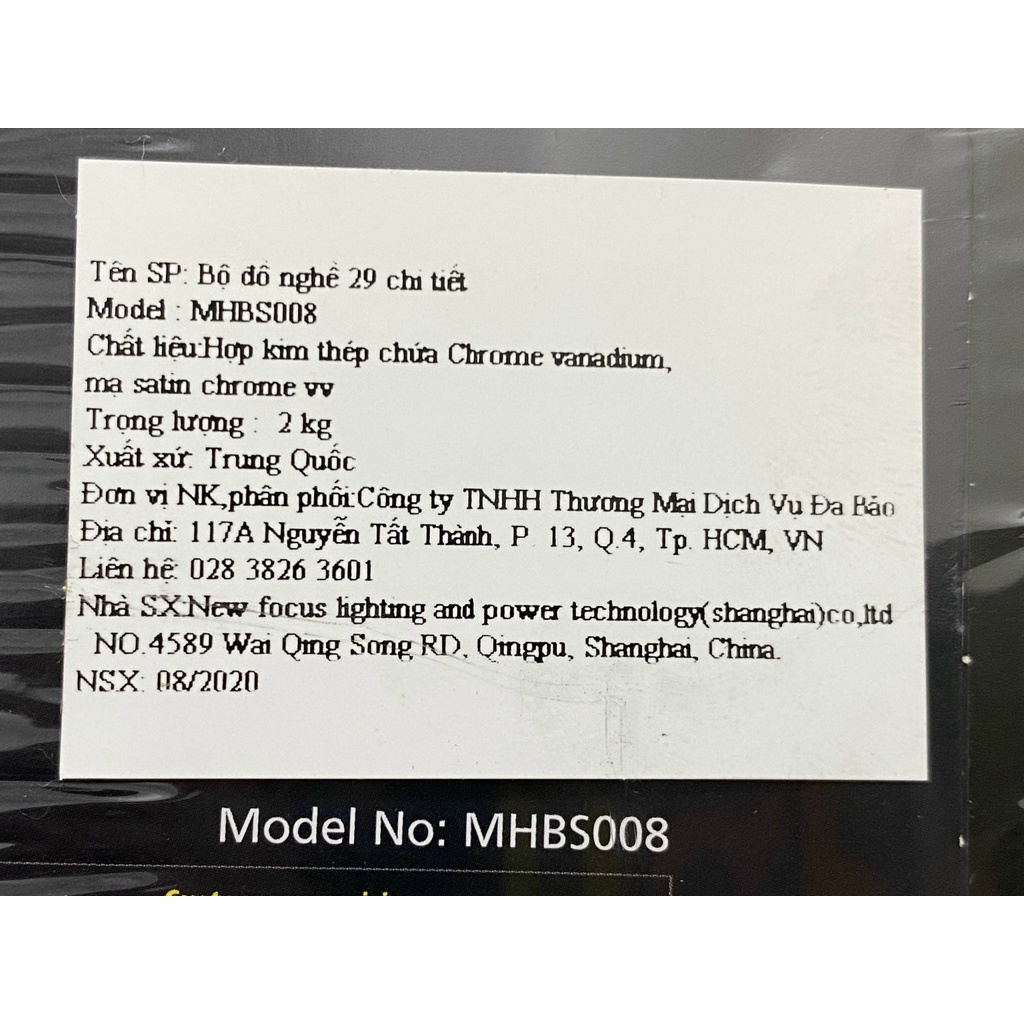 Tên SP: Bộ đồ nghề 29 chi tiết
Model : MHBS008
Chất liệu:Hợp kim thép chứa Chrome vanadium,
mạ satin chrome vv
Trọng lượng : 2 kg
Xuất xứ: Trung Quốc
Đơn vị NK,phân phối:Công ty TNHH Thương Mại Dịch Vụ Đa Bảo
Địa chỉ: 117A Nguyễn Tất Thành, P. 13, Q.4, Tp. HCM, VN
Liên hệ: 028 3826 3601
Nhà SX:New focus lighting and power technology(shanghai)co,ltd
NO.4589 Wai Qing Song RD, Qingpu, Shanghai, China.
NSX: 08/2020
Model No: MHBS008